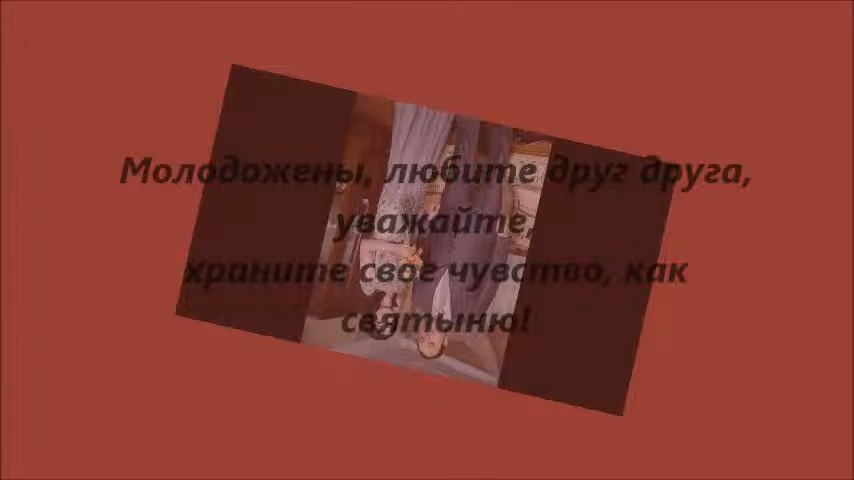 Молодожены, любите друг друга,
уважайте,
храните свое чувство, как
святыню!